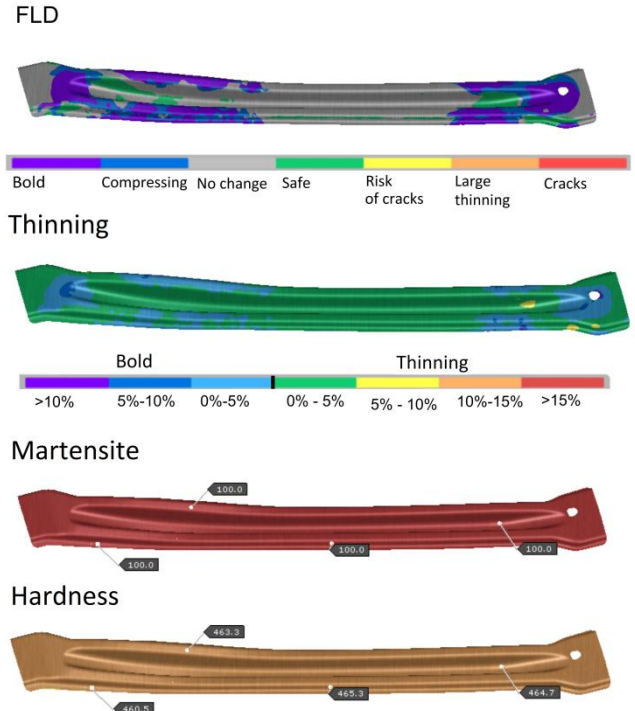 FLD
Bold Compressing No change Safe Risk of cracks Large thinning Cracks
Thinning
Bold Thinning
>10% 5%-10% 0%-5% 0% - 5% 5% - 10% 10%-15% >15%
Martensite
100.0
100.0 100.0 100.0
Hardness
463.3
460.5 465.3 464.7